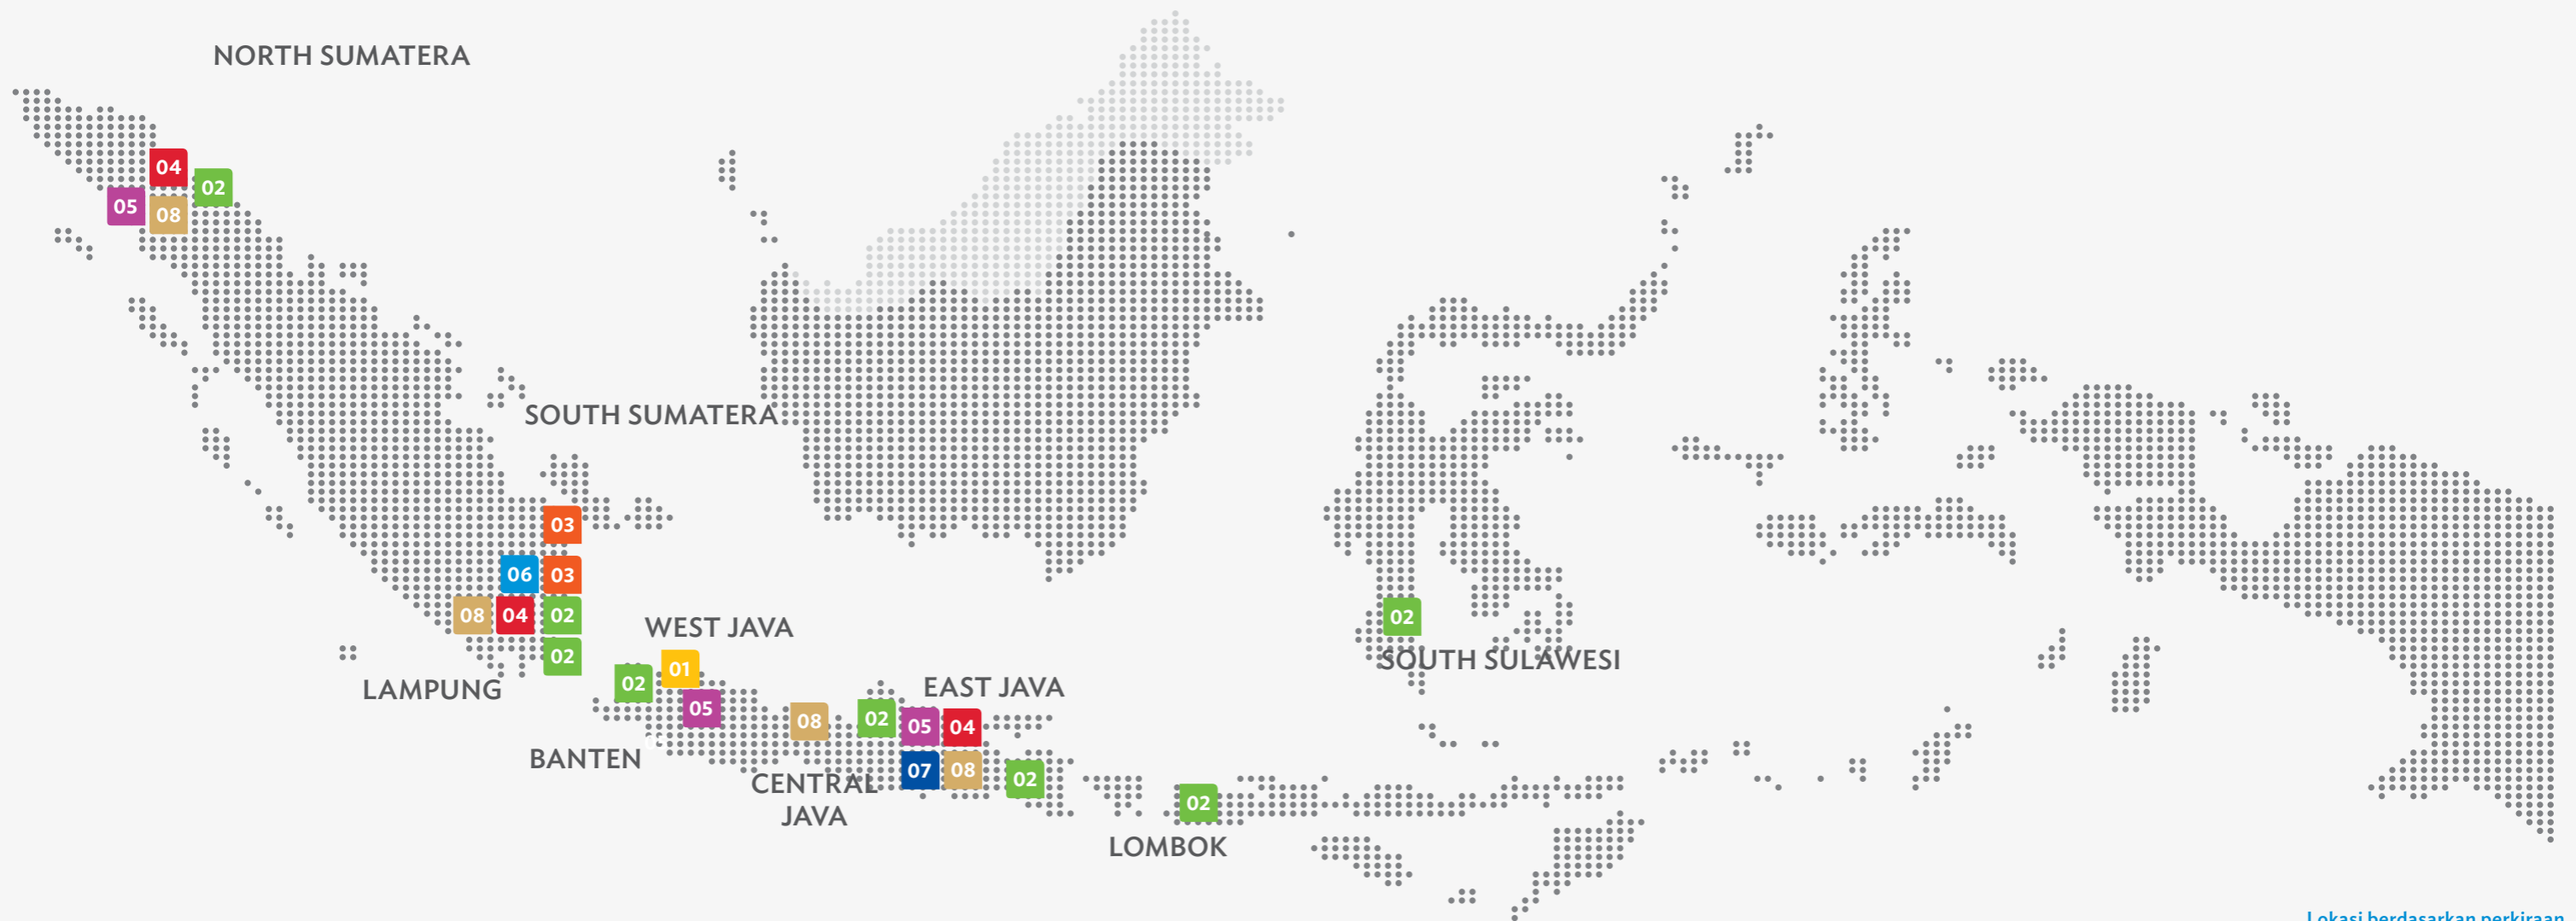 NORTH SUMATERA
04
02
05
08
SOUTH SUMATERA
03
06
03
08
04
02
02
LAMPUNG
WEST JAVA
01
02
05
BANTEN
08
CENTRAL
JAVA
EAST JAVA
02
05
04
07
08
02
02
LOMBOK
02
SOUTH SULAWESI
Lokasi berdasarkan perkiraan